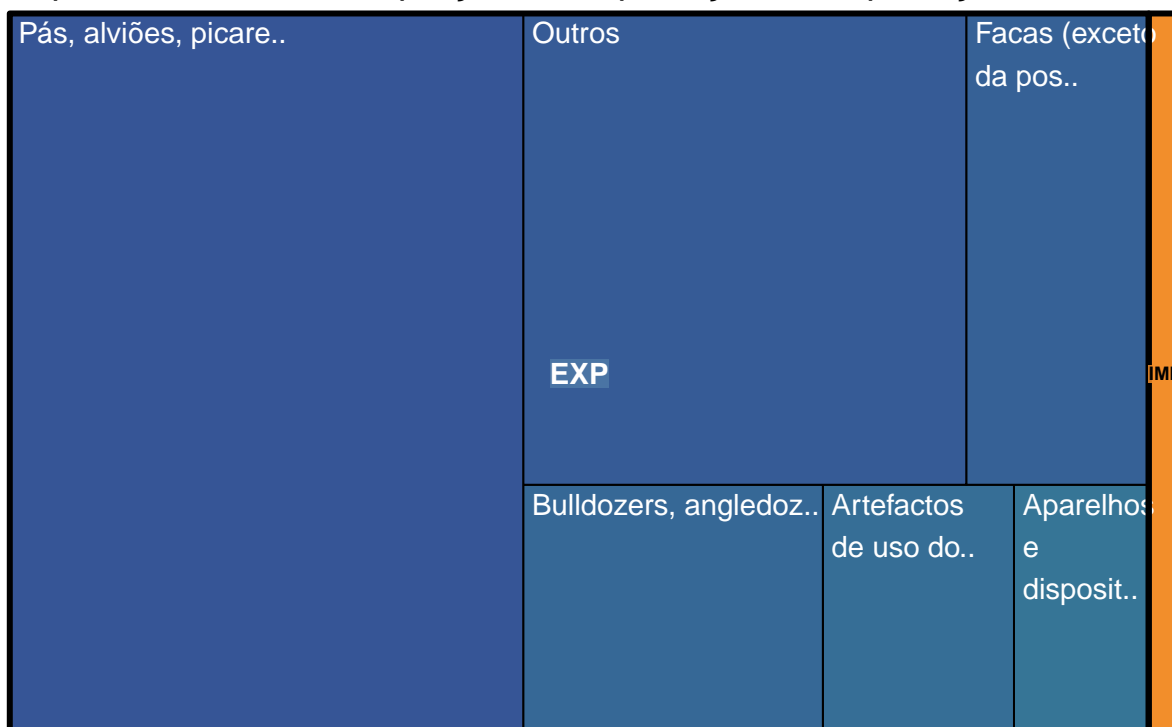 Pás, alviões, picare..
Outros
Facas (exceto
da pos..
EXP
Bulldozers, angledoz..
Artefactos
de uso do..
Aparelhos
e
disposit..